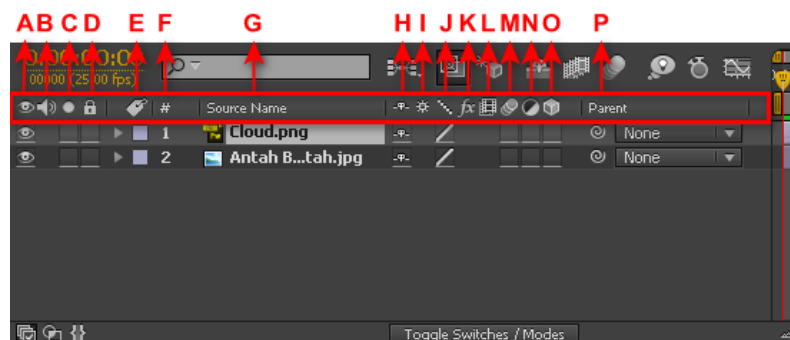 A B C D E F G H I J K L M N O P
0:00:00:0
00000 (25.00 fps)
# Source Name fx Parent
1 Cloud.png None
2 Antah B...tah.jpg None
Toggle Switches / Modes